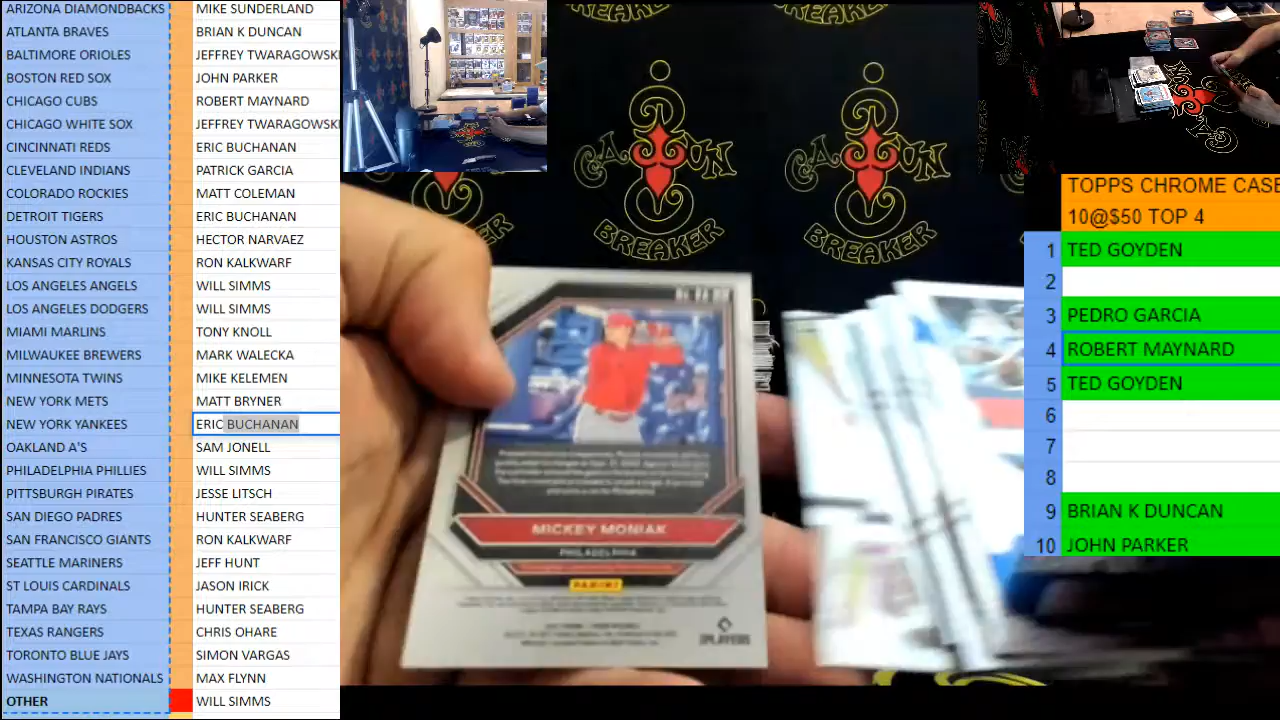 ARIZONA DIAMONDBACKS MIKE SUNDERLAND
ATLANTA BRAVES BRIAN K DUNCAN
BALTIMORE ORIOLES JEFFREY TWARAGOWSKI
BOSTON RED SOX JOHN PARKER
CHICAGO CUBS ROBERT MAYNARD
CHICAGO WHITE SOX JEFFREY TWARAGOWSKI
CINCINNATI REDS ERIC BUCHANAN
CLEVELAND INDIANS PATRICK GARCIA
COLORADO ROCKIES MATT COLEMAN
DETROIT TIGERS ERIC BUCHANAN
HOUSTON ASTROS HECTOR NARVAEZ
KANSAS CITY ROYALS RON KALKWARF
LOS ANGELES ANGELS WILL SIMMS
LOS ANGELES DODGERS WILL SIMMS
MIAMI MARLINS TONY KNOLL
MILWAUKEE BREWERS MARK WALECKA
MINNESOTA TWINS MIKE KELEMEN
NEW YORK METS MATT BRYNER
NEW YORK YANKEES ERIC BUCHANAN
OAKLAND A'S SAM JONELL
PHILADELPHIA PHILLIES WILL SIMMS
PITTSBURGH PIRATES JESSE LITSCH
SAN DIEGO PADRES HUNTER SEABERG
SAN FRANCISCO GIANTS RON KALKWARF
SEATTLE MARINERS JEFF HUNT
ST LOUIS CARDINALS JASON IRICK
TAMPA BAY RAYS HUNTER SEABERG
TEXAS RANGERS CHRIS OHARE
TORONTO BLUE JAYS SIMON VARGAS
WASHINGTON NATIONALS MAX FLYNN
OTHER WILL SIMMS
BREAKER
BREAKER
MICKEY MONIAK
PHILADELPHIA
PANINI
PLAYERS
TOPPS CHROME CASE
10@$50 TOP 4
1 TED GOYDEN
2
3 PEDRO GARCIA
4 ROBERT MAYNARD
5 TED GOYDEN
6
7
8
9 BRIAN K DUNCAN
10 JOHN PARKER